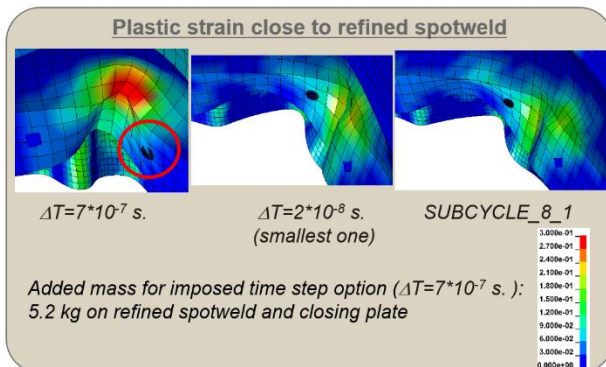 Plastic strain close to refined spotweld
ΔT=7*10⁻⁷ s.
ΔT=2*10⁻⁸ s.
(smallest one)
SUBCYCLE_8_1
Added mass for imposed time step option (ΔT=7*10⁻⁷ s. ):
5.2 kg on refined spotweld and closing plate
3.000e-01
2.700e-01
2.400e-01
2.100e-01
1.800e-01
1.500e-01
1.200e-01
9.000e-02
6.000e-02
3.000e-02
0.000e+00